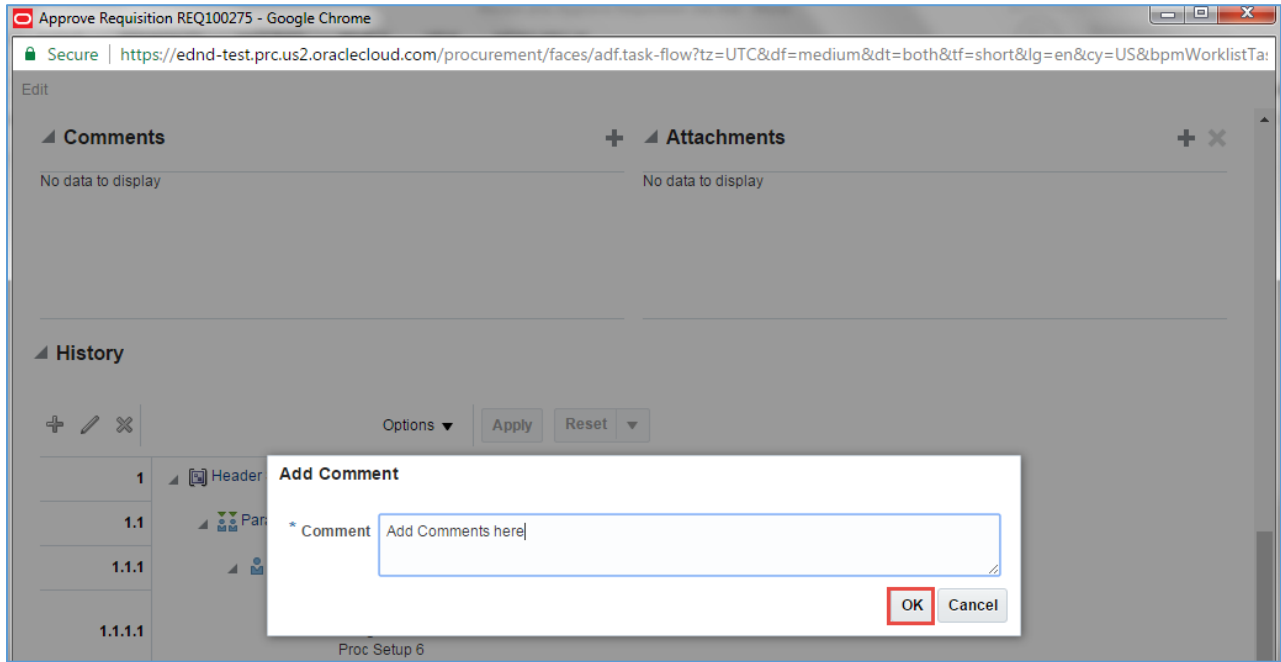 Approve Requisition REQ100275 - Google Chrome
Secure | https://ednd-test.prc.us2.oraclecloud.com/procurement/faces/adf.task-flow?tz=UTC&df=medium&dt=both&tf=short&lg=en&cy=US&bpmWorklistTa
Edit
Comments
Attachments
No data to display
No data to display
History
Options
Apply
Reset
1
Header
Add Comment
1.1
Par
* Comment
Add Comments here
1.1.1
OK
Cancel
1.1.1.1
Proc Setup 6